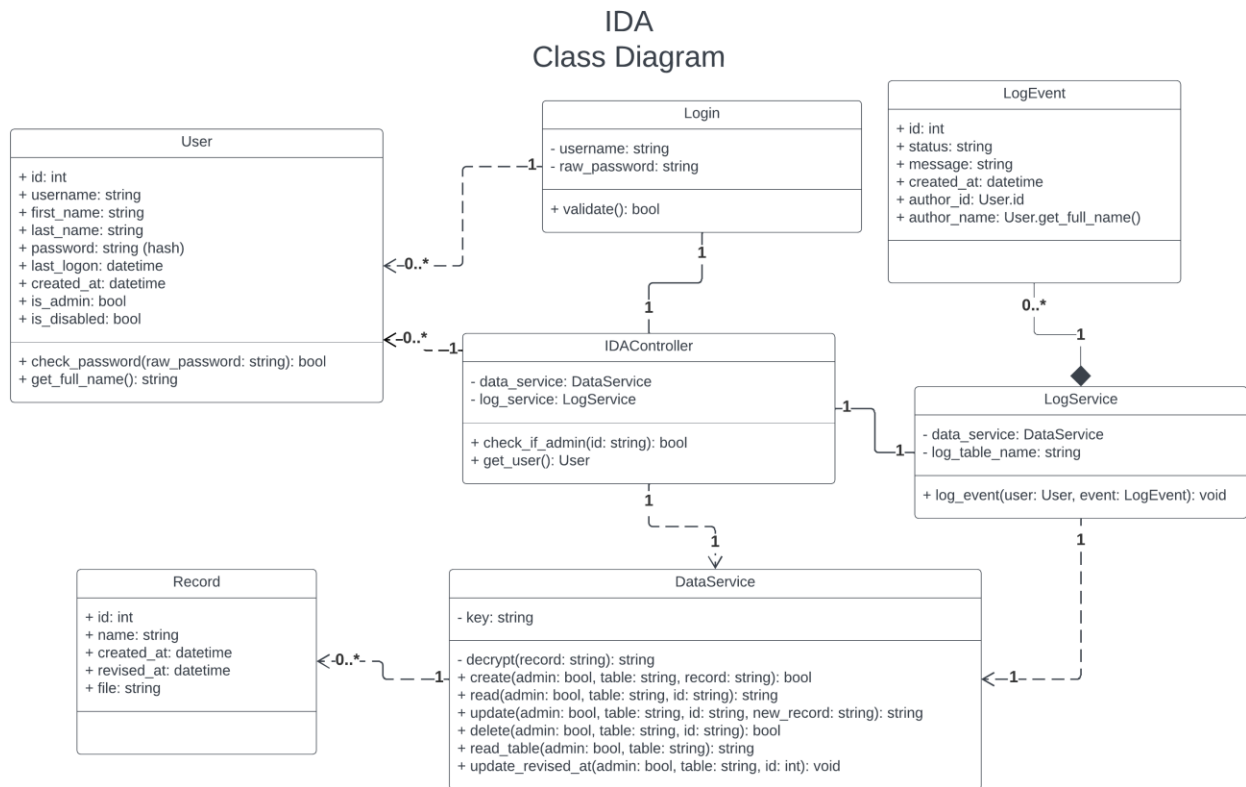 IDA
Class Diagram
User
+ id: int
+ username: string
+ first_name: string
+ last_name: string
+ password: string (hash)
+ last_logon: datetime
+ created_at: datetime
+ is_admin: bool
+ is_disabled: bool
+ check_password(raw_password: string): bool
+ get_full_name(): string
Login
- username: string
- raw_password: string
+ validate(): bool
LogEvent
+ id: int
+ status: string
+ message: string
+ created_at: datetime
+ author_id: User.id
+ author_name: User.get_full_name()
1
0..*
1
1
0..*
1
0..*
1
IDAController
- data_service: DataService
- log_service: LogService
+ check_if_admin(id: string): bool
+ get_user(): User
1
1
LogService
- data_service: DataService
- log_table_name: string
+ log_event(user: User, event: LogEvent): void
1
1
1
1
Record
+ id: int
+ name: string
+ created_at: datetime
+ revised_at: datetime
+ file: string
0..*
1
DataService
- key: string
- decrypt(record: string): string
+ create(admin: bool, table: string, record: string): bool
+ read(admin: bool, table: string, id: string): string
+ update(admin: bool, table: string, id: string, new_record: string): string
+ delete(admin: bool, table: string, id: string): bool
+ read_table(admin: bool, table: string): string
+ update_revised_at(admin: bool, table: string, id: int): void